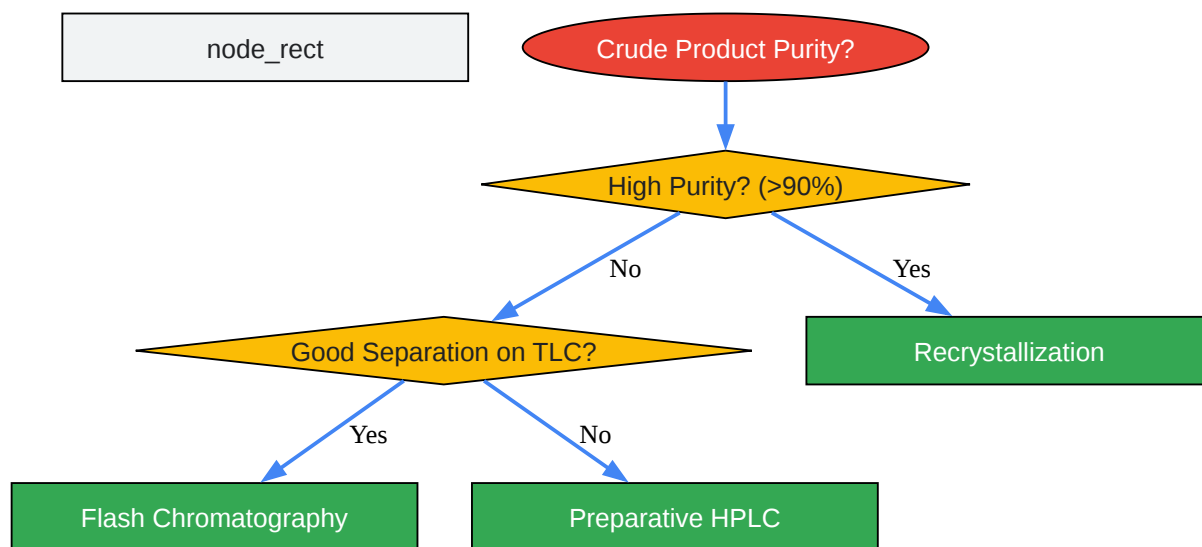 node_rect
Crude Product Purity?
High Purity? (>90%)
No
Yes
Good Separation on TLC?
Recrystallization
Yes
No
Flash Chromatography
Preparative HPLC